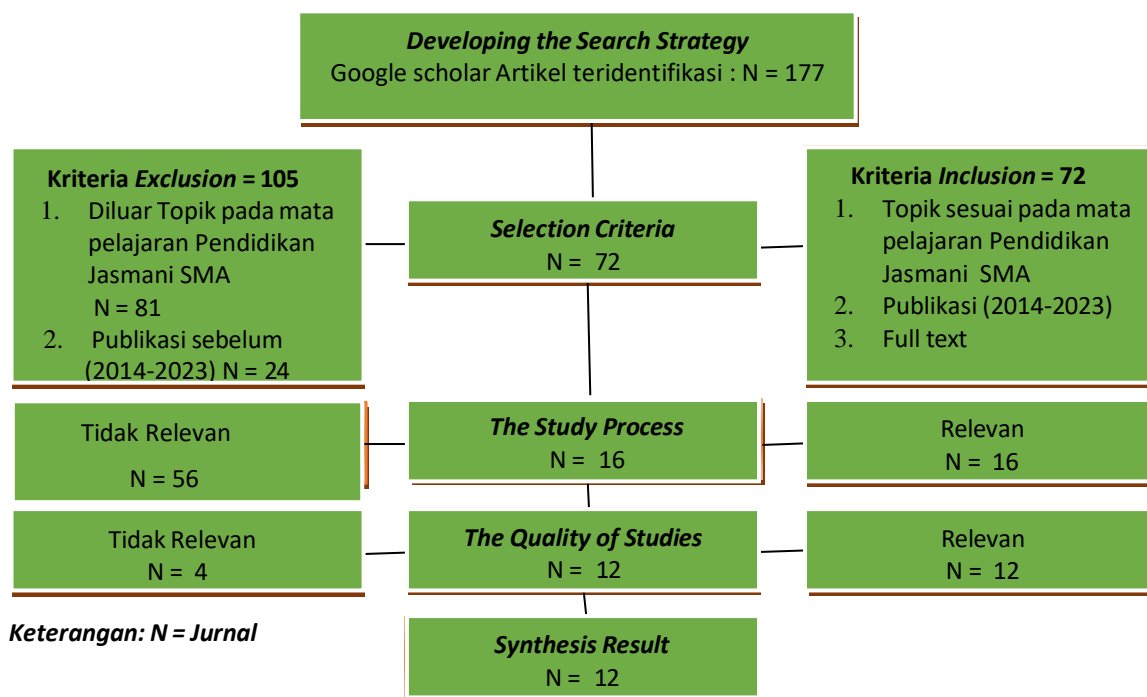 Developing the Search Strategy
Google scholar Artikel teridentifikasi : N = 177
Kriteria Exclusion = 105
1. Diluar Topik pada mata
pelajaran Pendidikan
Jasmani SMA
N = 81
2. Publikasi sebelum
(2014-2023) N = 24
Selection Criteria
N = 72
Kriteria Inclusion = 72
1. Topik sesuai pada mata
pelajaran Pendidikan
Jasmani SMA
2. Publikasi (2014-2023)
3. Full text
Tidak Relevan
N = 56
The Study Process
N = 16
Relevan
N = 16
Tidak Relevan
N = 4
The Quality of Studies
N = 12
Relevan
N = 12
Keterangan: N = Jurnal
Synthesis Result
N = 12